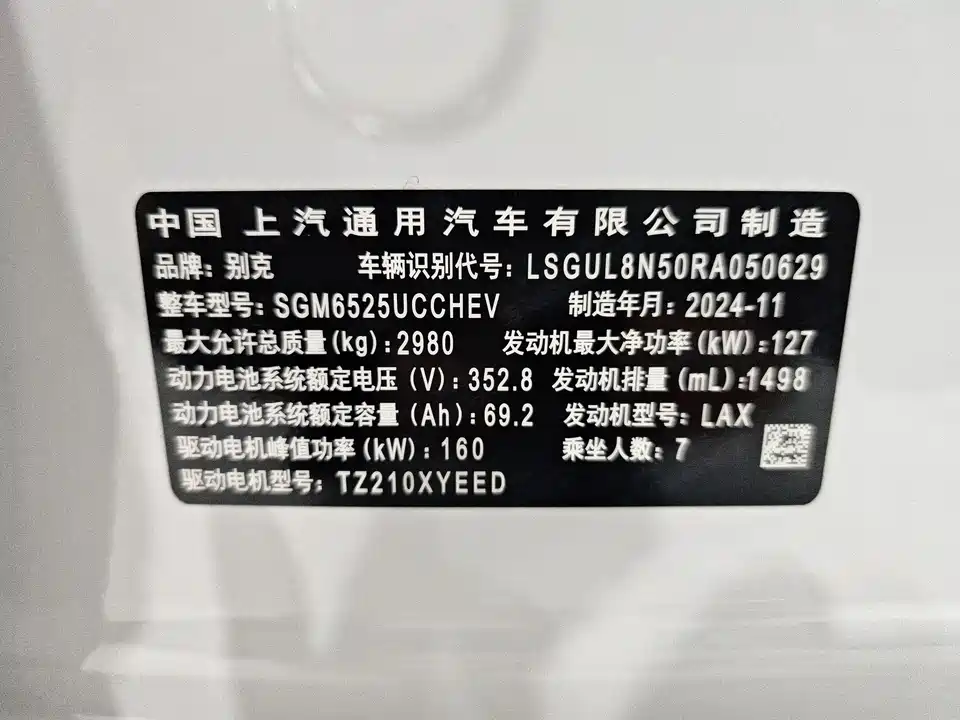 中国 上汽通用汽车有限公司制造
品牌：别克 车辆识别代号：LSGUL8N50RA050629
整车型号：SGM6525UCCHEV 制造年月：2024-11
最大允许总质量(kg)：2980 发动机最大净功率(kW)：127
动力电池系统额定电压(V)：352.8 发动机排量(mL)：1498
动力电池系统额定容量(Ah)：69.2 发动机型号：LAX
驱动电机峰值功率(kW)：160 乘坐人数：7
驱动电机型号：TZ210XYEED